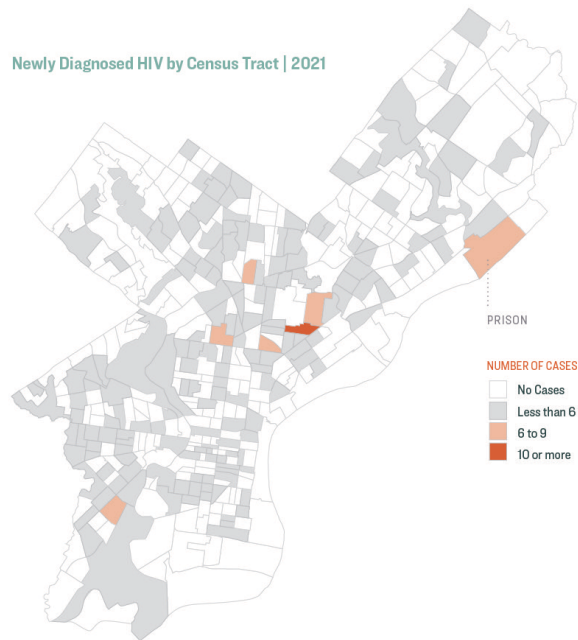 Newly Diagnosed HIV by Census Tract | 2021
PRISON
NUMBER OF CASES
No Cases
Less than 6
6 to 9
10 or more